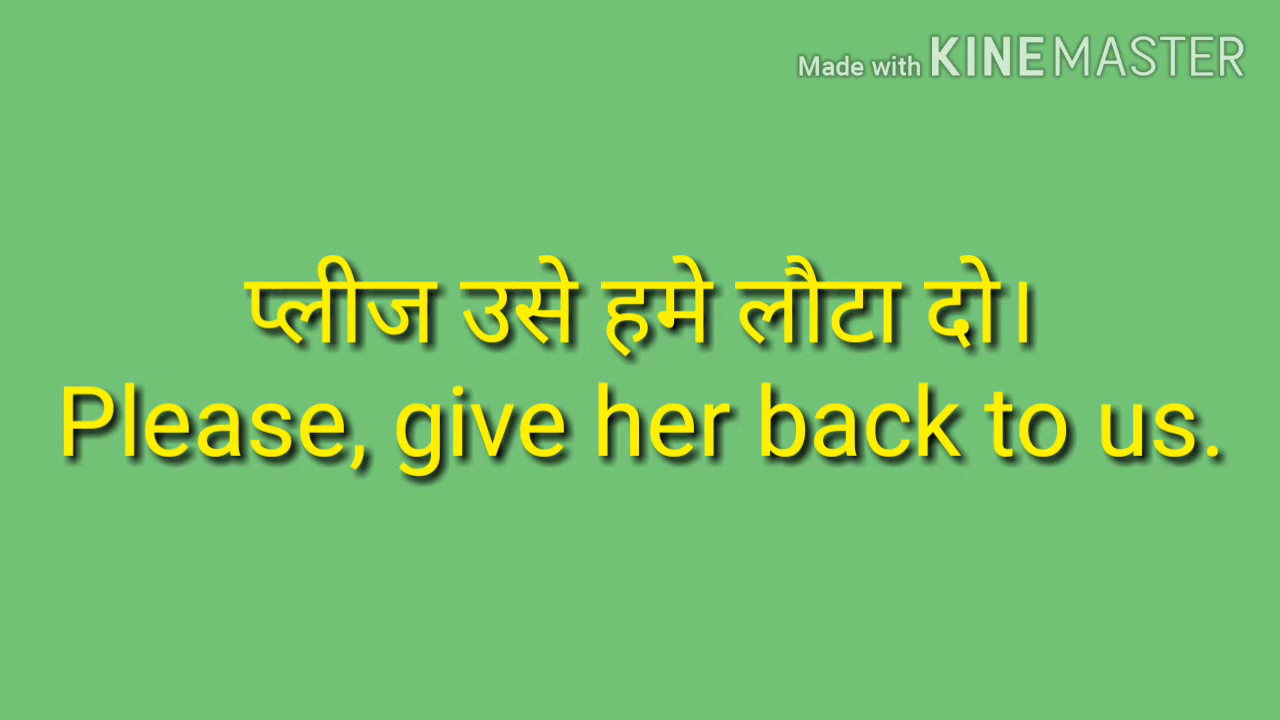 Made with KINEMASTER
प्लीज उसे हमे लौटा दो।
Please, give her back to us.